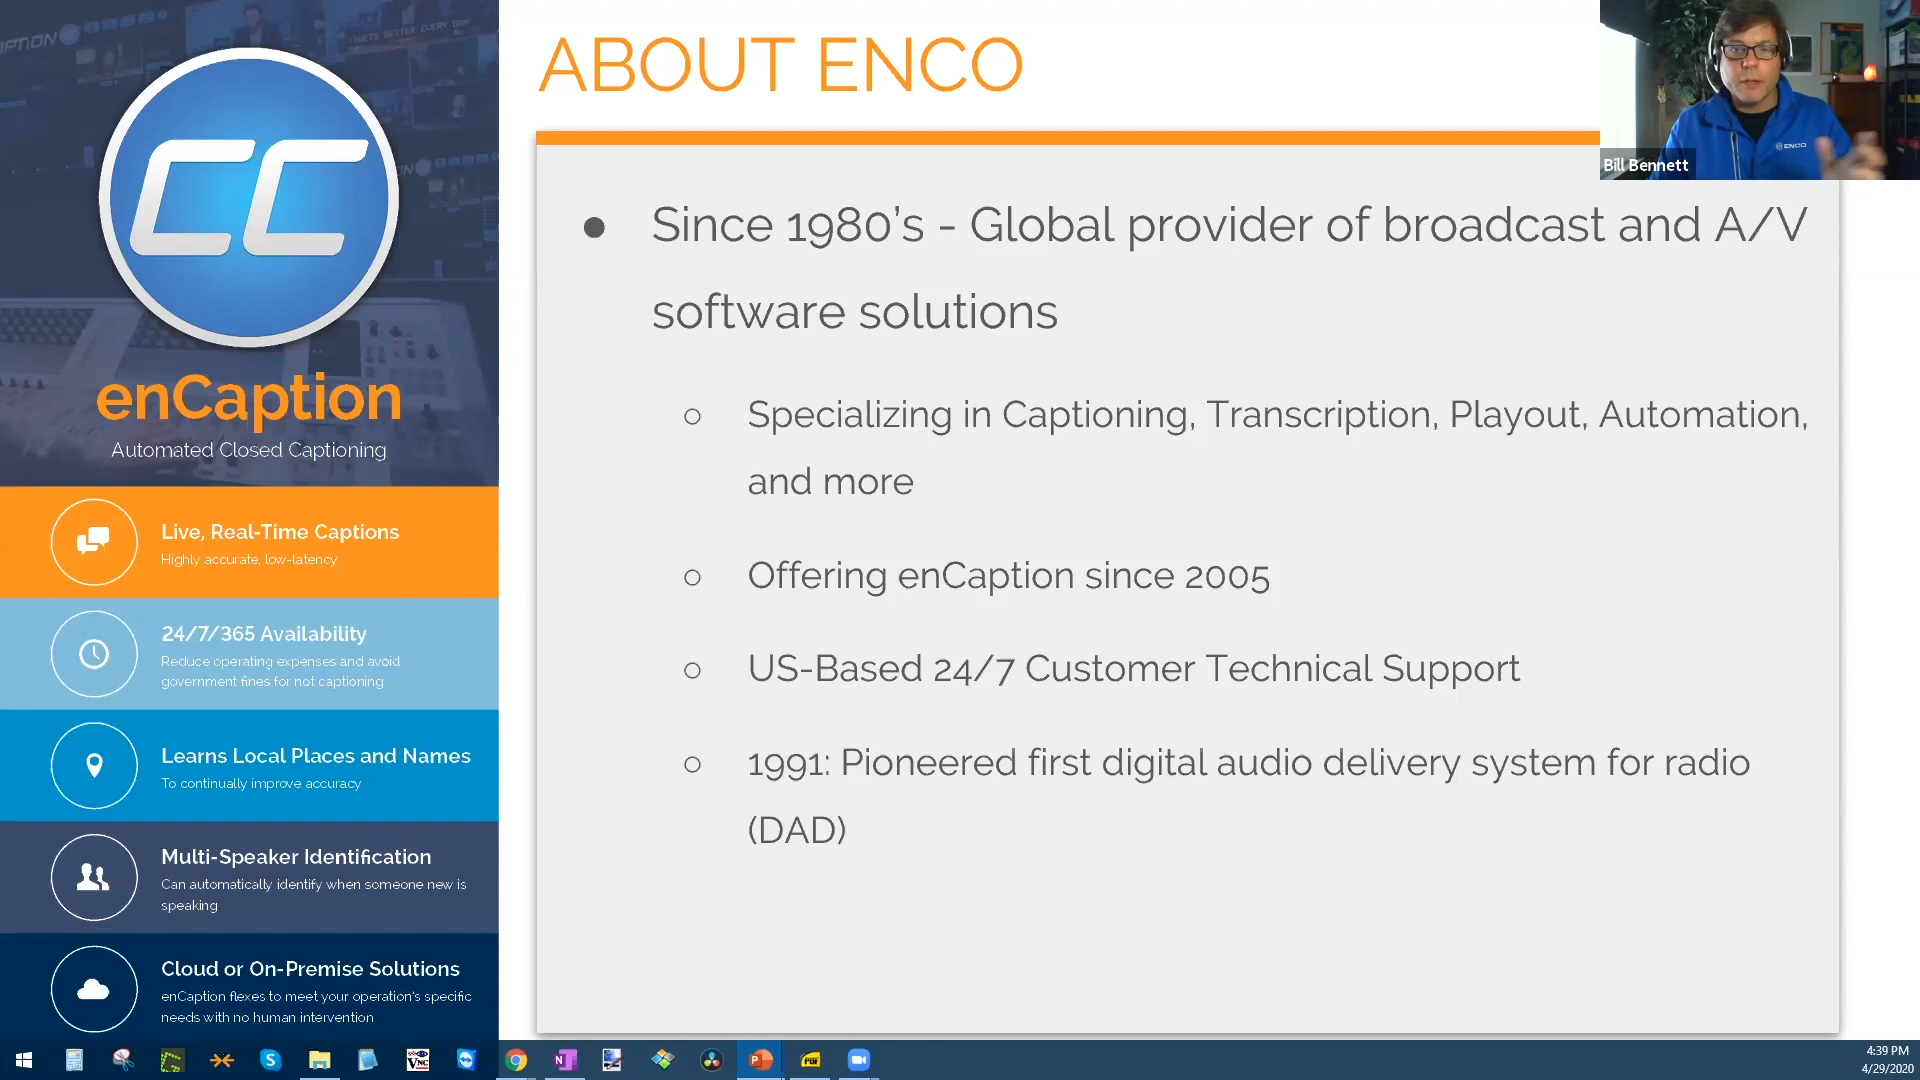 CC
enCaption
Automated Closed Captioning
Live, Real-Time Captions
Highly accurate, low-latency
24/7/365 Availability
Reduce operating expenses and avoid
government fines for not captioning
Learns Local Places and Names
To continually improve accuracy
Multi-Speaker Identification
Can automatically identify when someone new is
speaking
Cloud or On-Premise Solutions
enCaption flexes to meet your operation's specific
needs with no human intervention
ABOUT ENCO
ENCO
Bill Bennett
● Since 1980's - Global provider of broadcast and A/V
software solutions
○ Specializing in Captioning, Transcription, Playout, Automation,
and more
○ Offering enCaption since 2005
○ US-Based 24/7 Customer Technical Support
○ 1991: Pioneered first digital audio delivery system for radio
(DAD)
4:39 PM
4/29/2020